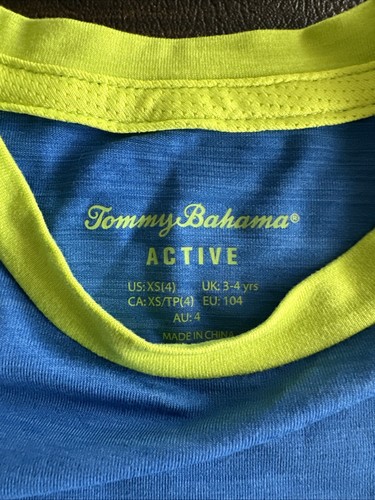 Tommy Bahama®
ACTIVE
US: XS(4) UK: 3-4 yrs
CA: XS/TP(4) EU: 104
AU: 4
MADE IN CHINA